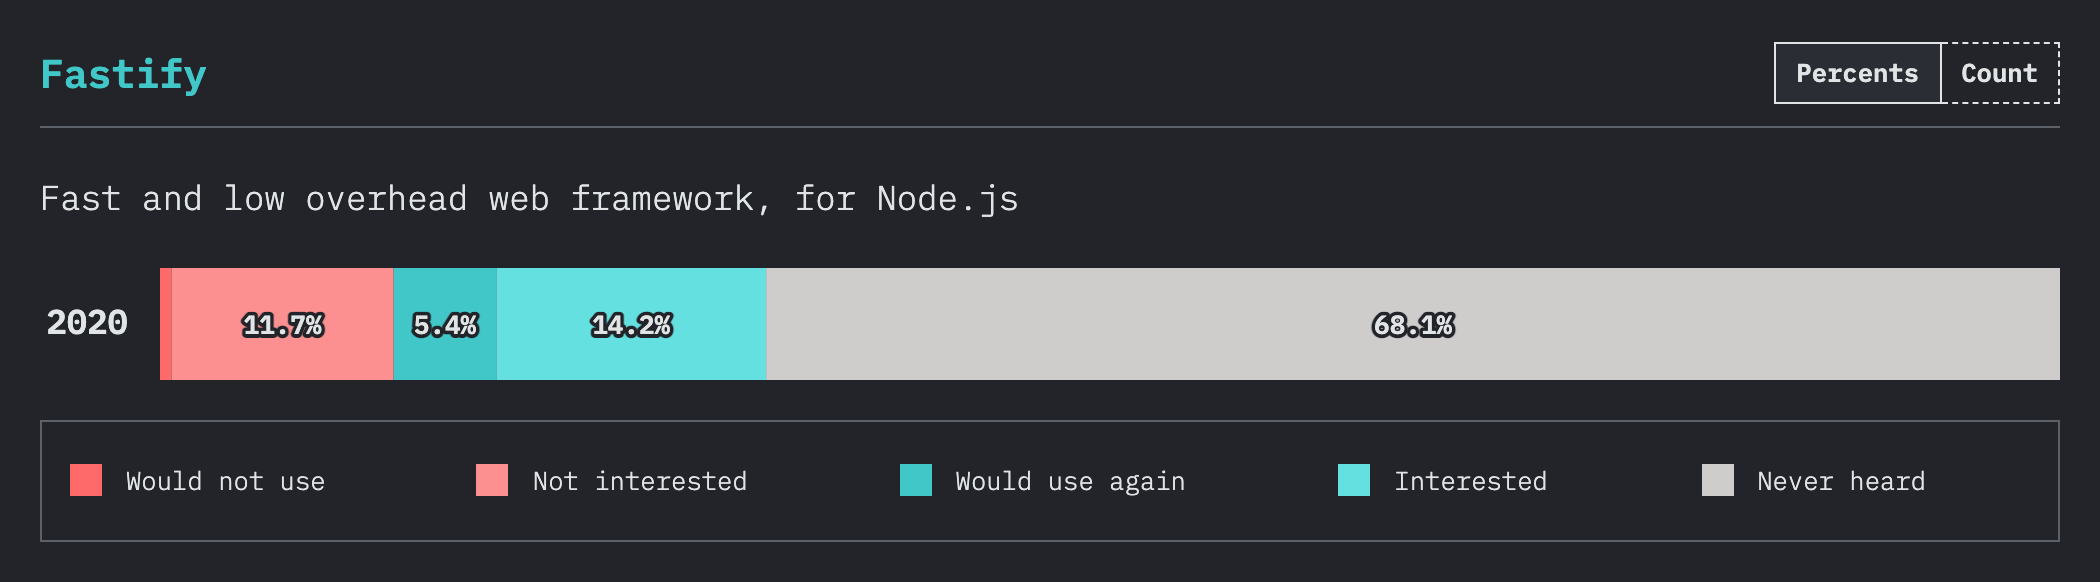 Fastify
Percents Count
Fast and low overhead web framework, for Node.js
2020 11.7% 5.4% 14.2% 68.1%
Would not use Not interested Would use again Interested Never heard